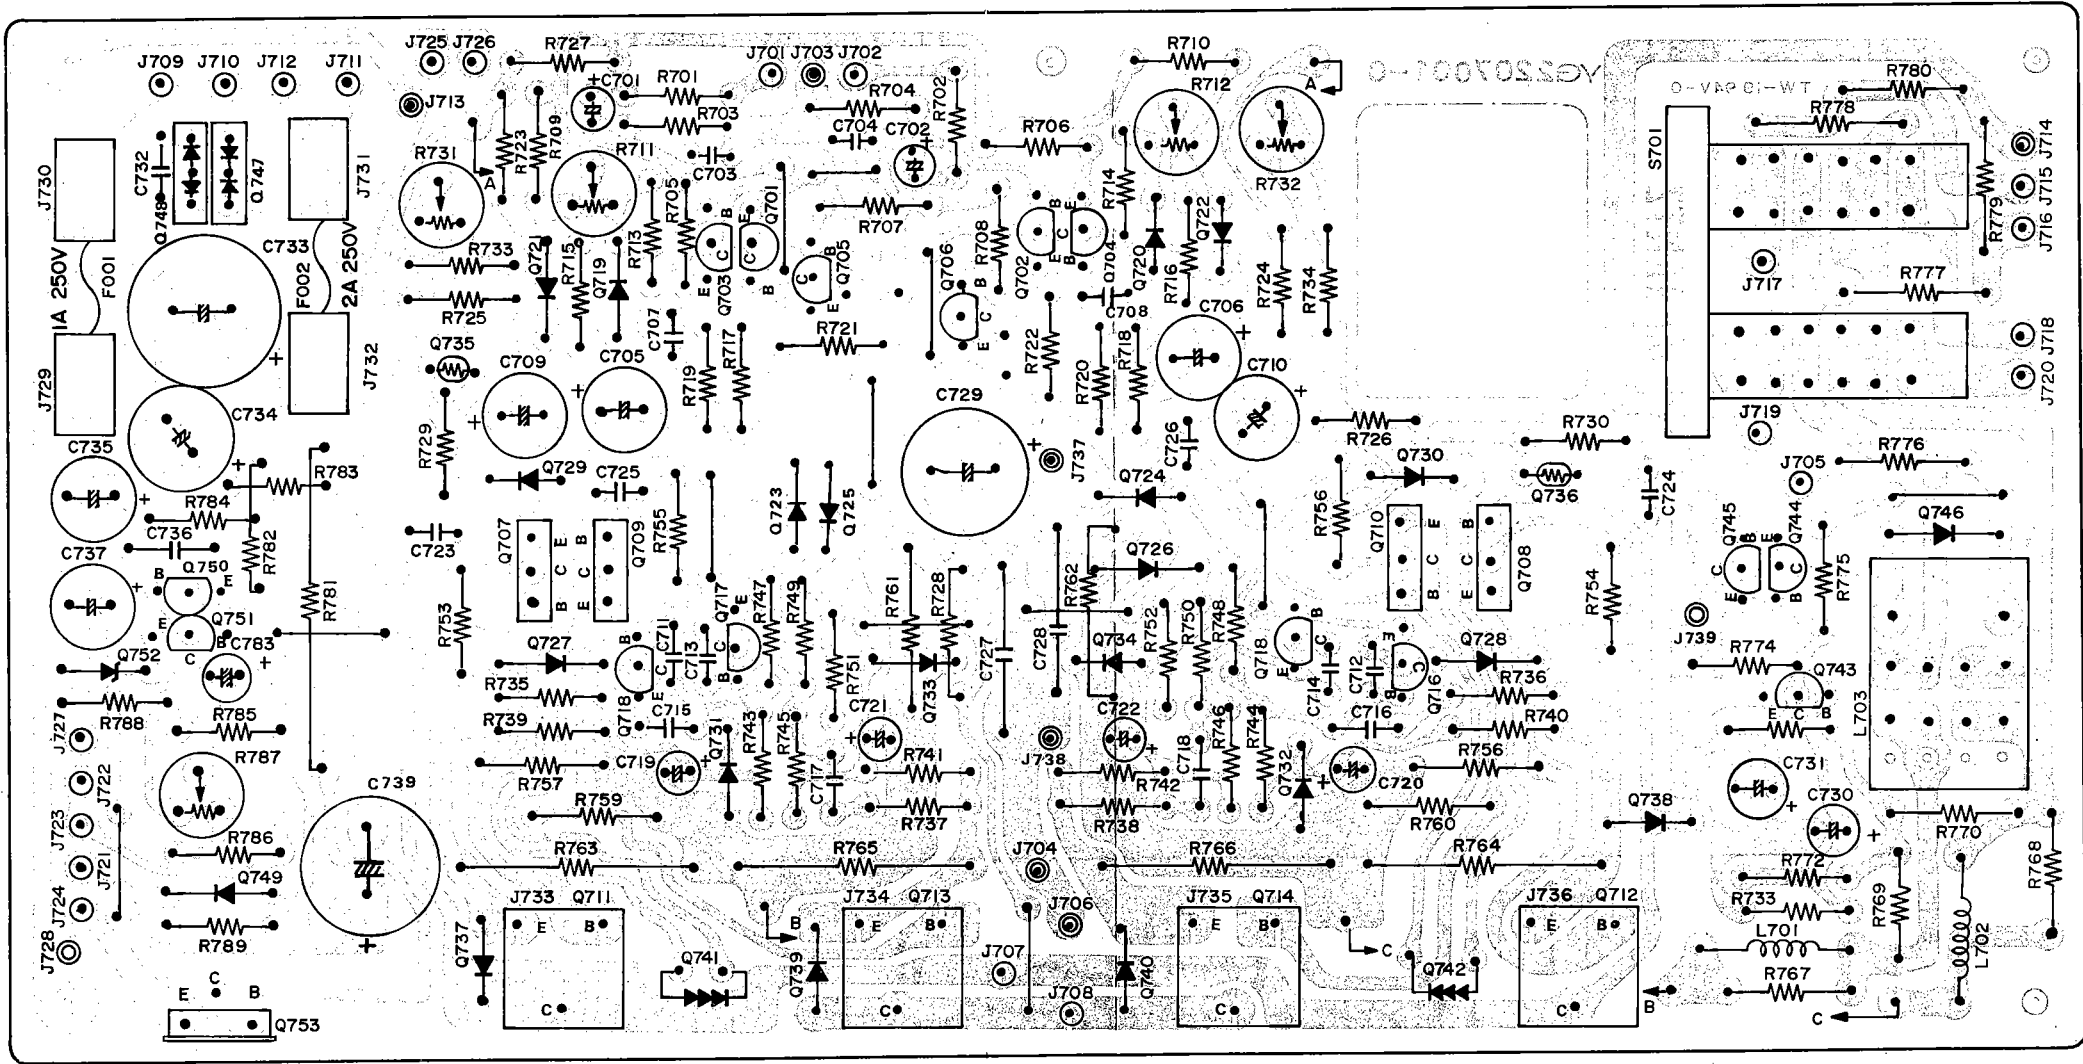 J709 J710 J712 J711 J725 J726 R727 J701 J703 J702 R710 YG2207001-0
C701 R701 J713 R704 R702 R712 A TW-19 94V-0 R780
R723 R709 R703 C704 C702 R706 R778
J730 C732 Q748 Q747 J731 R731 A R711 C703 R732 S701 J714
R705 Q701 R714 Q722 J715
R707 R708 R779 J716
1A 250V F001 C733 F002 2A 250V R733 Q721 R715 Q719 R713 B E C C E B Q703 C B E Q705 Q706 B C E Q702 B C E B E Q704 Q720 R716 R724 R734 J717 R777
R725 C708 C706
C707 R717 R721 R722 R718 J718
J729 J732 Q735 C709 C705 R719 C729 R720 C710 J720
C734 R729 C726 R726 R730 J719
C735 R783 Q729 C725 J737 Q724 Q730 Q736 C724 J705 R776
R784 Q723 Q725 R756
C736 R782 C723 Q707 E C B B C E Q709 R755 Q726 Q710 E C B B C E Q708 Q745 Q744 Q746
C737 Q750 B E R781 R753 Q717 E R747 R749 R761 R728 R762 R752 R750 R748 R754 C B E E C B R775
Q751 E B C C783 C711 C713 C727 C728 Q734 Q718 B C E J739
Q752 Q727 B C E C B R751 Q733 C714 C712 E C B Q728 R774 Q743
R788 R735 Q718 C715 C721 C722 C716 Q716 R736 E C B L703
J727 R785 R739 Q731 R743 R745 J738 C718 R746 R744 R740
J722 R787 C739 R757 C719 C717 R741 R742 Q732 C720 R756 C731
J723 R759 R737 R738 R760 Q738 C730 R770
J721 R786 R763 R765 J704 R766 R764 R772 R768
J724 Q749 J733 Q711 J734 Q713 J706 J735 Q714 J736 Q712 R733 R769
J728 R789 Q737 E B B Q739 E B Q740 E B C E B L701 L702
E C B Q741 J707 Q742 B R767
Q753 C C J708 C C C